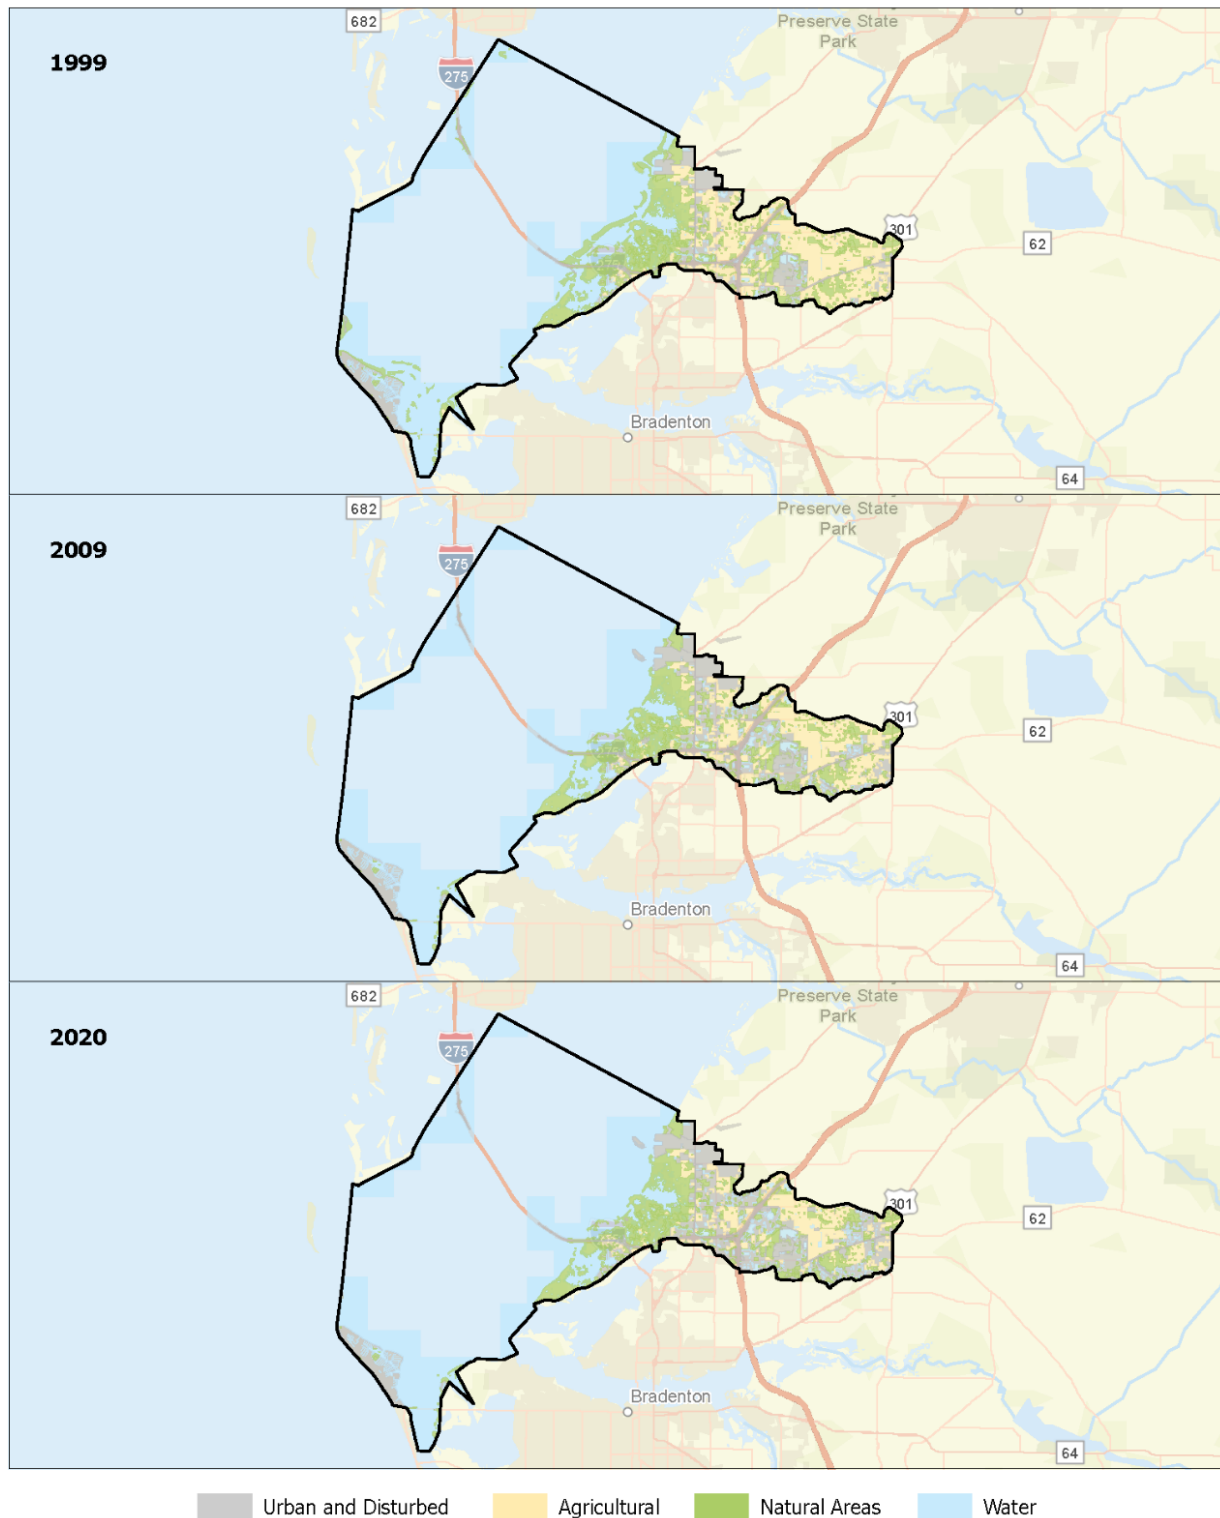 682
Preserve State
Park
1999
275
301
62
Bradenton
64
682
Preserve State
Park
2009
275
301
62
Bradenton
64
682
Preserve State
Park
2020
275
301
62
Bradenton
64
Urban and Disturbed
Agricultural
Natural Areas
Water